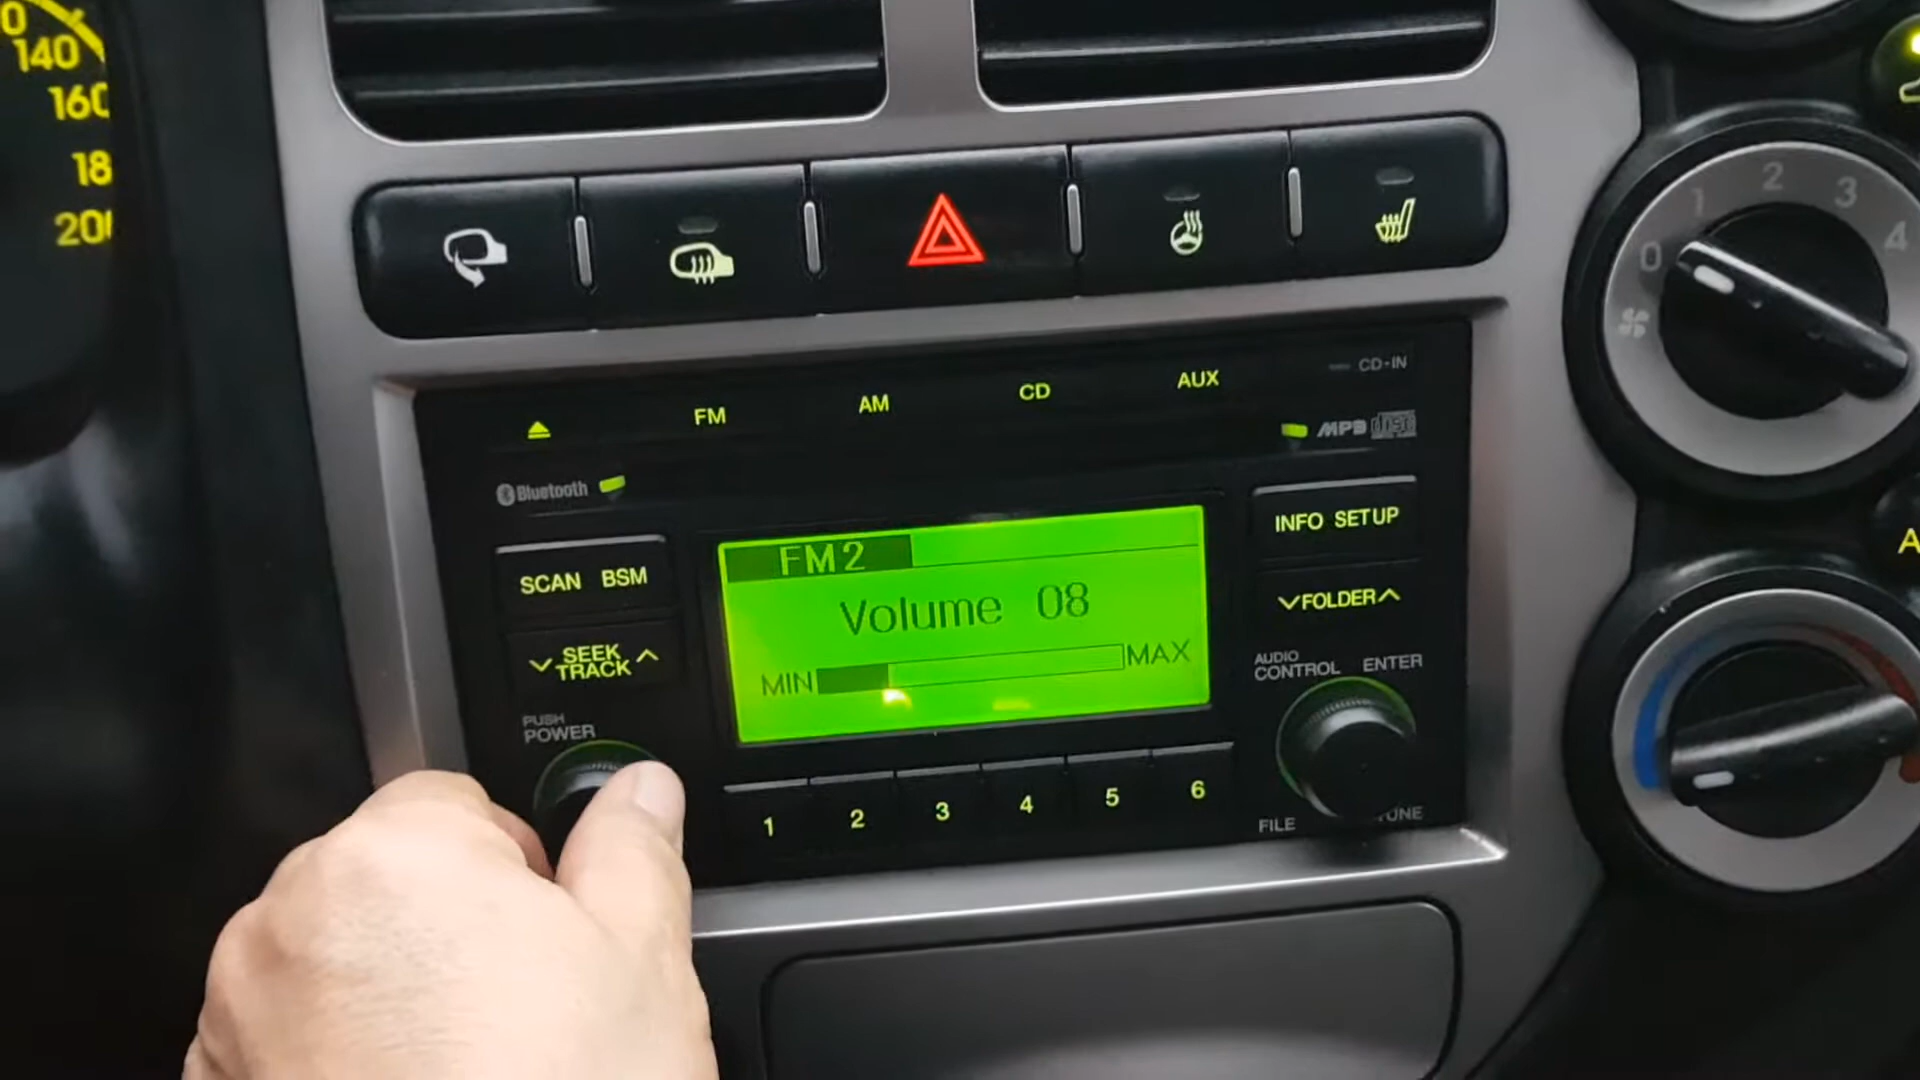 140
160
18
20
0 1 2 3 4
FM AM CD AUX CD-IN
MP3 disc
Bluetooth
SCAN BSM
SEEK
TRACK
PUSH
POWER
FM2
Volume 08
MIN MAX
INFO SETUP
FOLDER
AUDIO
CONTROL ENTER
FILE TUNE
1 2 3 4 5 6
A